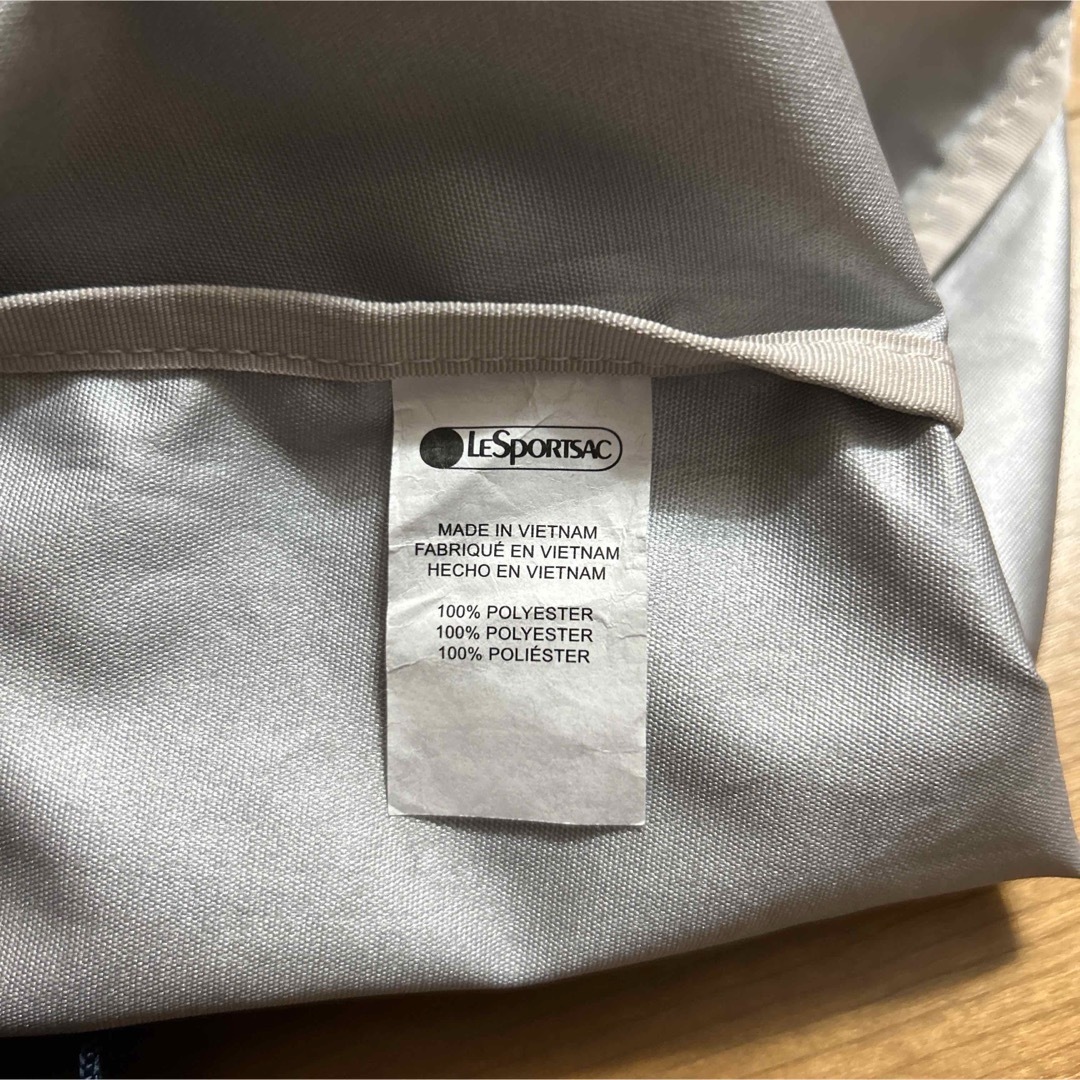 LESPORTSAC
MADE IN VIETNAM
FABRIQUÉ EN VIETNAM
HECHO EN VIETNAM
100% POLYESTER
100% POLYESTER
100% POLIÉSTER